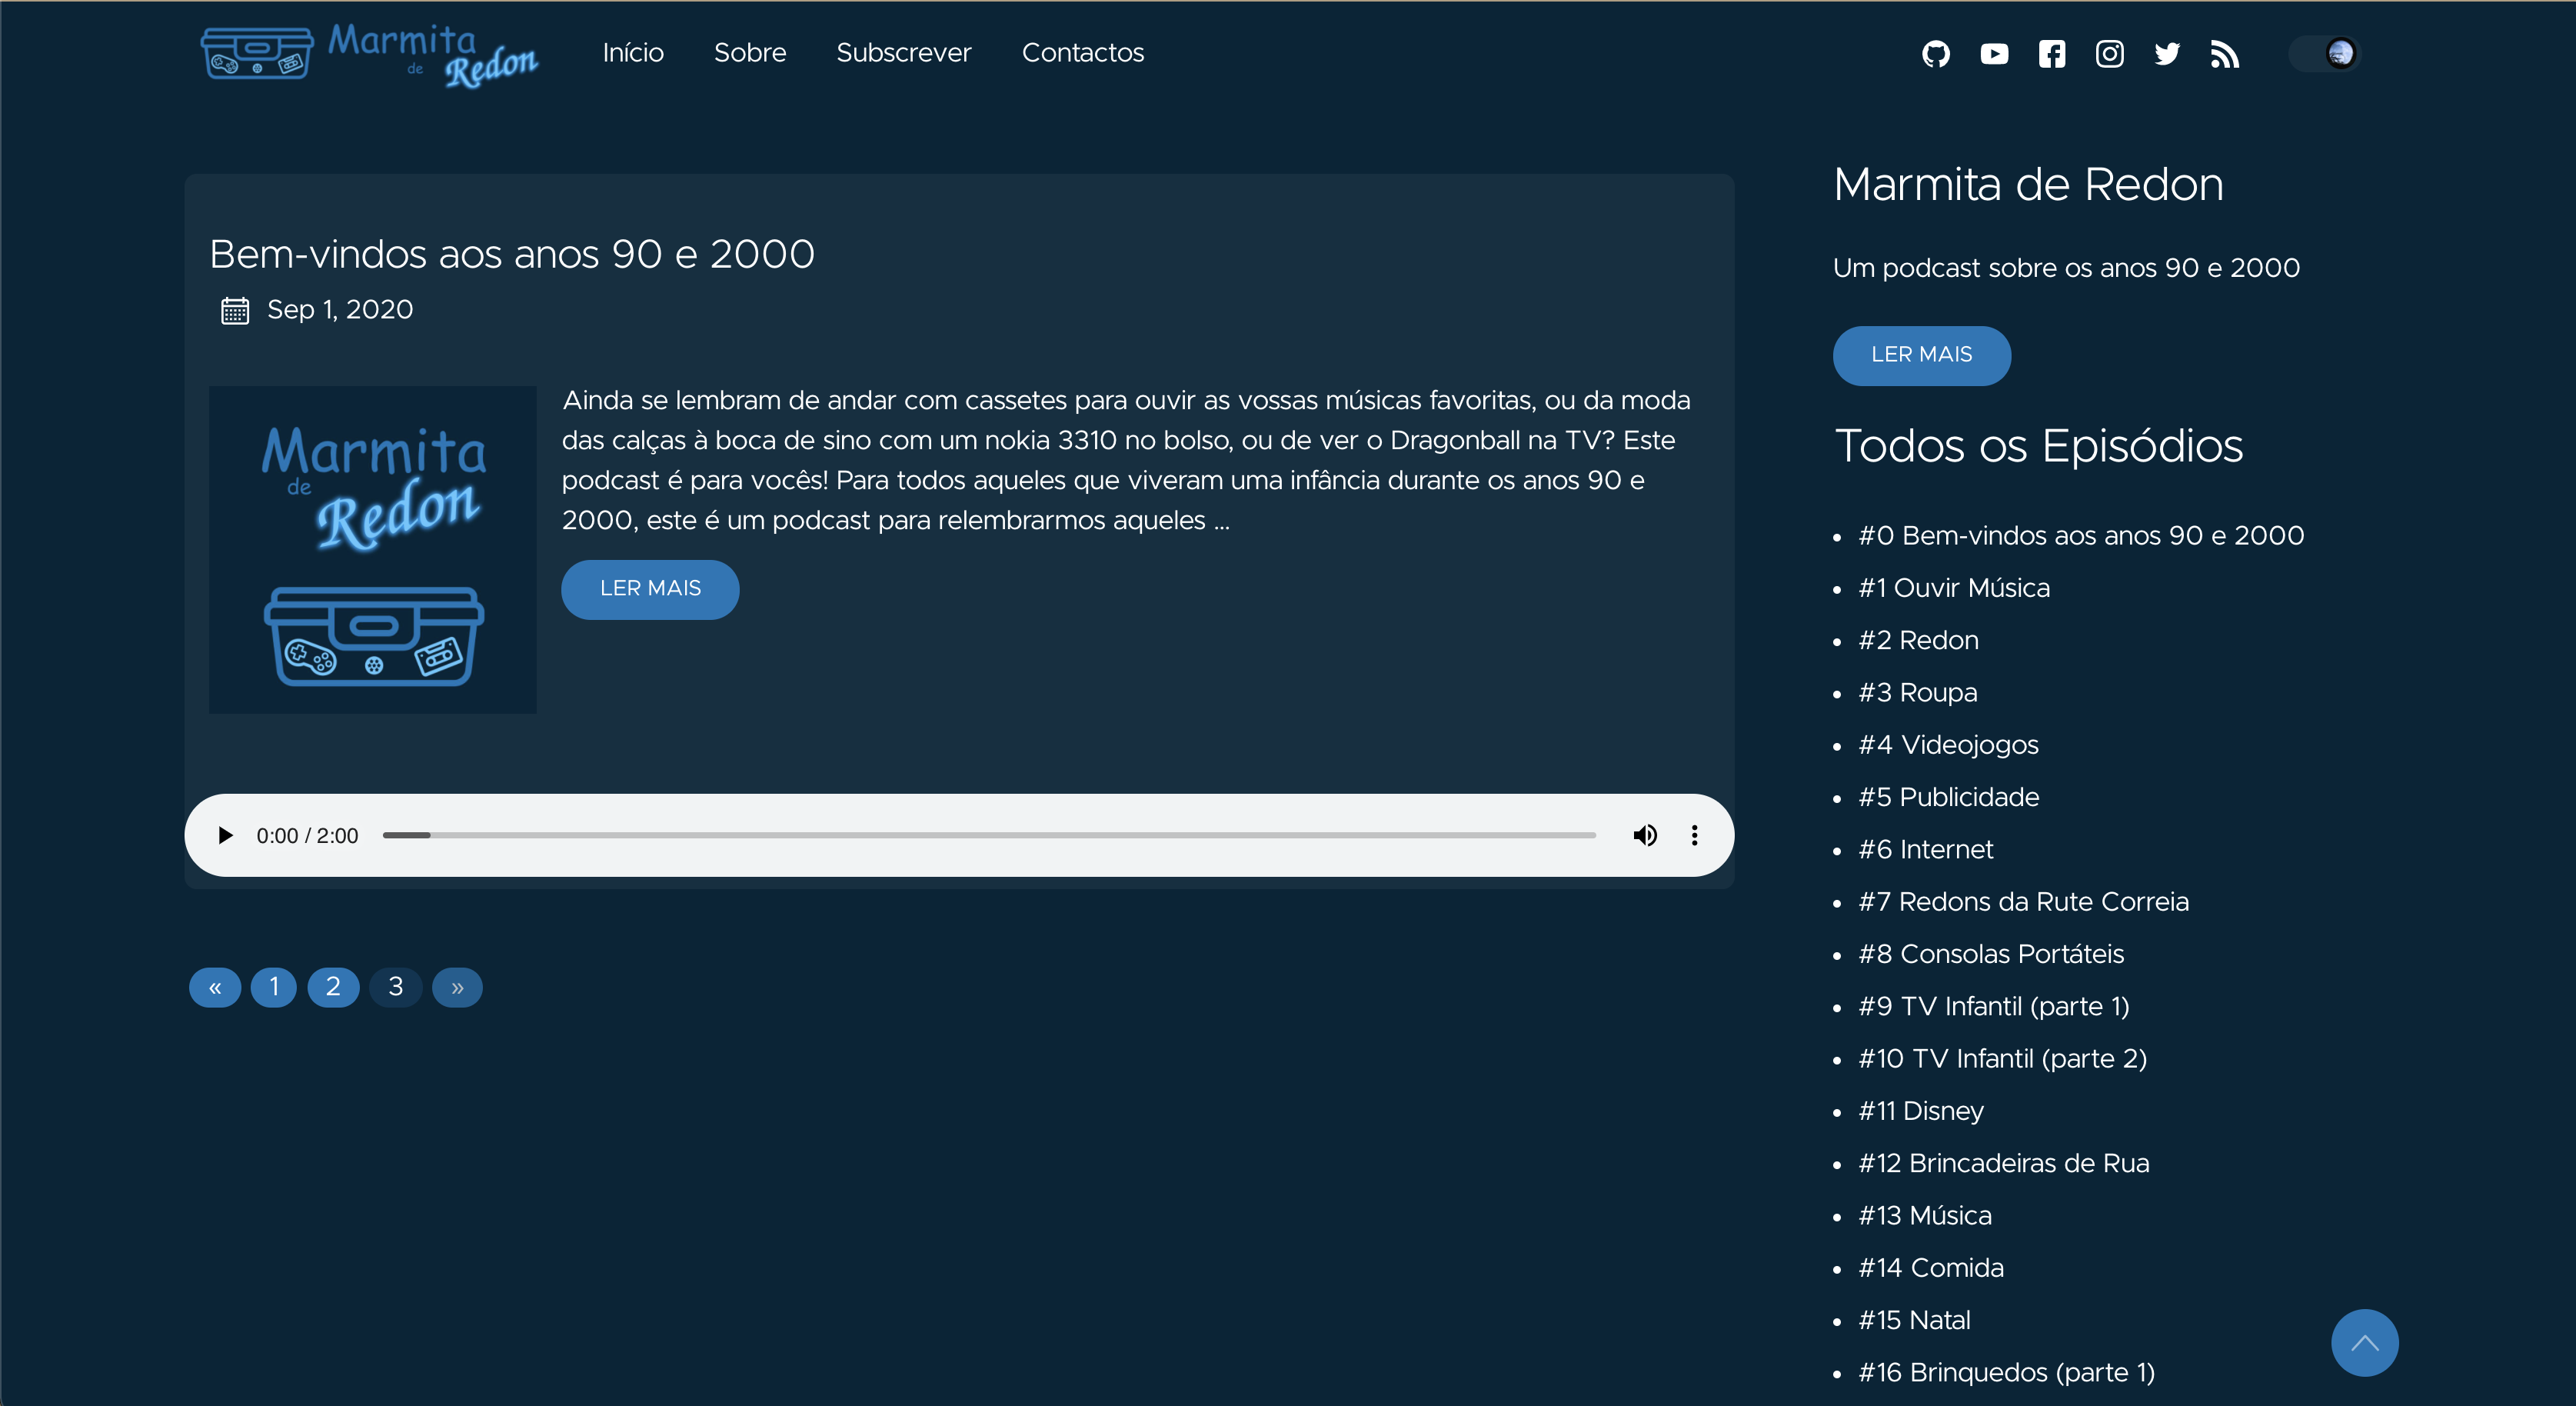 Marmita
de
Redon
Início
Sobre
Subscrever
Contactos
Bem-vindos aos anos 90 e 2000
Sep 1, 2020
Marmita
de
Redon
Ainda se lembram de andar com cassetes para ouvir as vossas músicas favoritas, ou da moda
das calças à boca de sino com um nokia 3310 no bolso, ou de ver o Dragonball na TV? Este
podcast é para vocês! Para todos aqueles que viveram uma infância durante os anos 90 e
2000, este é um podcast para relembrarmos aqueles ...
LER MAIS
0:00 / 2:00
« 1 2 3 »
Marmita de Redon
Um podcast sobre os anos 90 e 2000
LER MAIS
Todos os Episódios
#0 Bem-vindos aos anos 90 e 2000
#1 Ouvir Música
#2 Redon
#3 Roupa
#4 Videojogos
#5 Publicidade
#6 Internet
#7 Redons da Rute Correia
#8 Consolas Portáteis
#9 TV Infantil (parte 1)
#10 TV Infantil (parte 2)
#11 Disney
#12 Brincadeiras de Rua
#13 Música
#14 Comida
#15 Natal
#16 Brinquedos (parte 1)